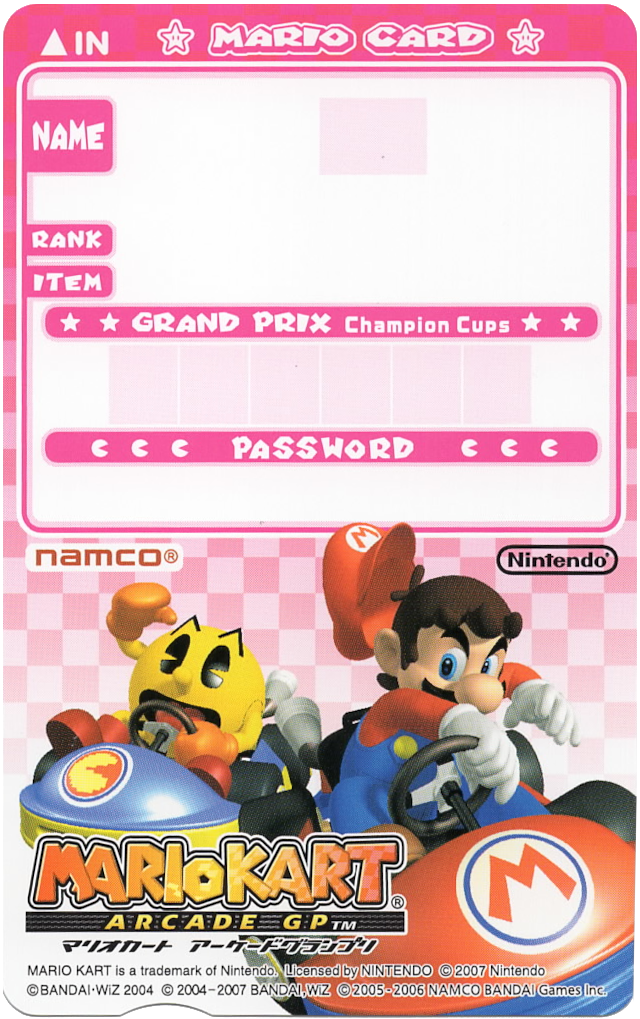 ▲IN ☆ MARIO CARD ☆
NAME
RANK
ITEM
★ ★ GRAND PRIX Champion Cups ★ ★
PASSWORD
namco®
Nintendo®
M
M
MARIOKART®
ARCADE GP™
マリオカート アーケードグランプリ
MARIO KART is a trademark of Nintendo. Licensed by NINTENDO ©2007 Nintendo
©BANDAI・WiZ 2004 ©2004-2007 BANDAI,WiZ ©2005-2006 NAMCO BANDAI Games Inc.